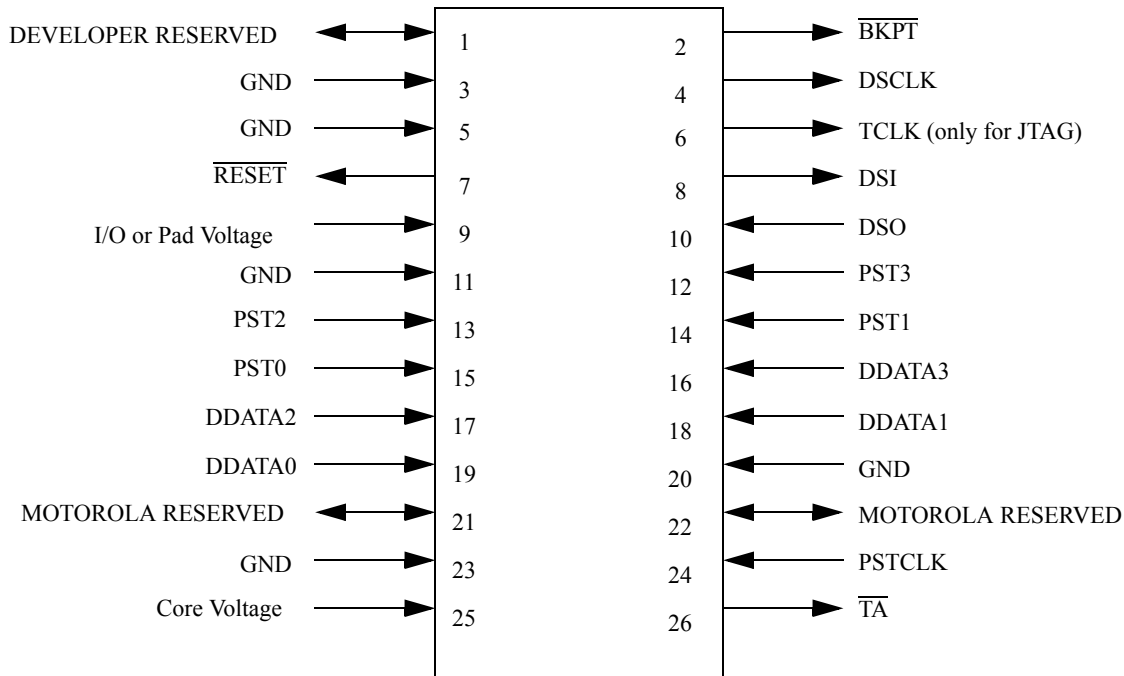 DEVELOPER RESERVED 1 2 B̅K̅P̅T̅
GND 3 4 DSCLK
GND 5 6 TCLK (only for JTAG)
R̅E̅S̅E̅T̅ 7 8 DSI
I/O or Pad Voltage 9 10 DSO
GND 11 12 PST3
PST2 13 14 PST1
PST0 15 16 DDATA3
DDATA2 17 18 DDATA1
DDATA0 19 20 GND
MOTOROLA RESERVED 21 22 MOTOROLA RESERVED
GND 23 24 PSTCLK
Core Voltage 25 26 T̅A̅